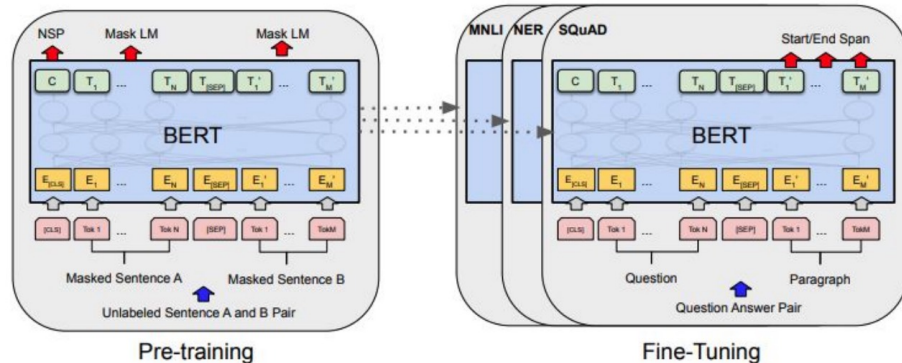 NSP Mask LM Mask LM
C T1 ... TN T[SEP] T1' ... TM'
BERT
E[CLS] E1 ... EN E[SEP] E1' ... EM'
[CLS] Tok 1 ... Tok N [SEP] Tok 1 ... TokM
Masked Sentence A Masked Sentence B
Unlabeled Sentence A and B Pair
Pre-training
MNLI NER SQuAD
Start/End Span
C T1 ... TN T[SEP] T1' ... TM'
BERT
E[CLS] E1 ... EN E[SEP] E1' ... EM'
[CLS] Tok 1 ... Tok N [SEP] Tok 1 ... TokM
Question Paragraph
Question Answer Pair
Fine-Tuning